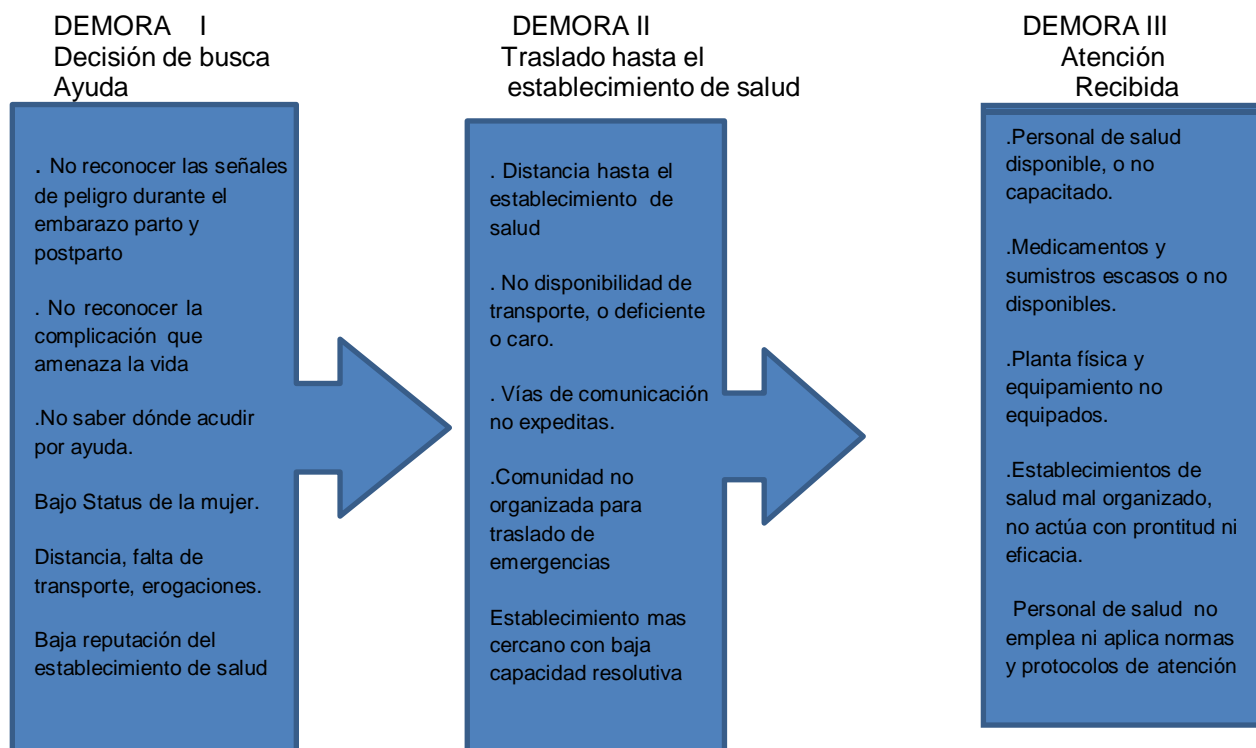 DEMORA I
Decisión de busca
Ayuda
. No reconocer las señales
de peligro durante el
embarazo parto y
postparto
. No reconocer la
complicación que
amenaza la vida
.No saber dónde acudir
por ayuda.
Bajo Status de la mujer.
Distancia, falta de
transporte, erogaciones.
Baja reputación del
establecimiento de salud
DEMORA II
Traslado hasta el
establecimiento de salud
. Distancia hasta el
establecimiento de
salud
. No disponibilidad de
transporte, o deficiente
o caro.
. Vías de comunicación
no expeditas.
.Comunidad no
organizada para
traslado de
emergencias
Establecimiento mas
cercano con baja
capacidad resolutiva
DEMORA III
Atención
Recibida
.Personal de salud
disponible, o no
capacitado.
.Medicamentos y
sumistros escasos o no
disponibles.
.Planta física y
equipamiento no
equipados.
.Establecimientos de
salud mal organizado,
no actúa con prontitud ni
eficacia.
Personal de salud no
emplea ni aplica normas
y protocolos de atención